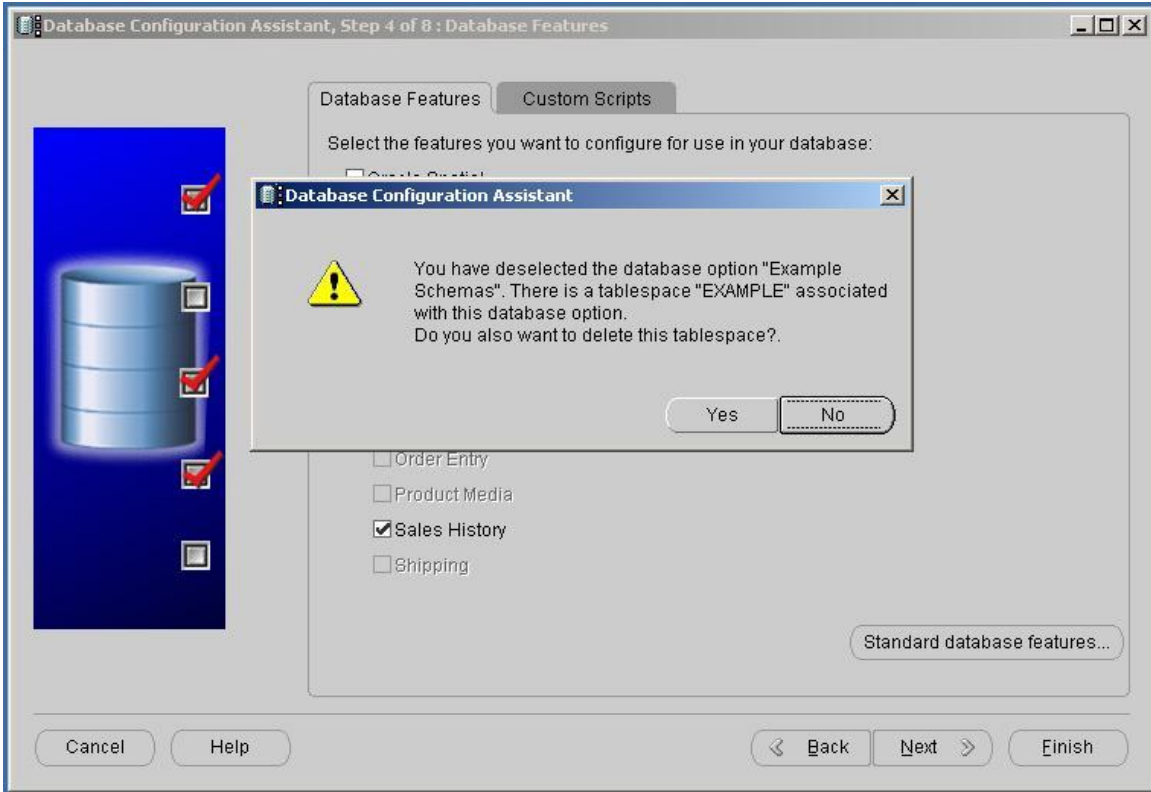 Database Configuration Assistant, Step 4 of 8 : Database Features
Database Features
Custom Scripts
Select the features you want to configure for use in your database:
Database Configuration Assistant
You have deselected the database option "Example
Schemas". There is a tablespace "EXAMPLE" associated
with this database option.
Do you also want to delete this tablespace?.
Yes
No
Order Entry
Product Media
Sales History
Shipping
Standard database features...
Cancel
Help
Back
Next
Finish